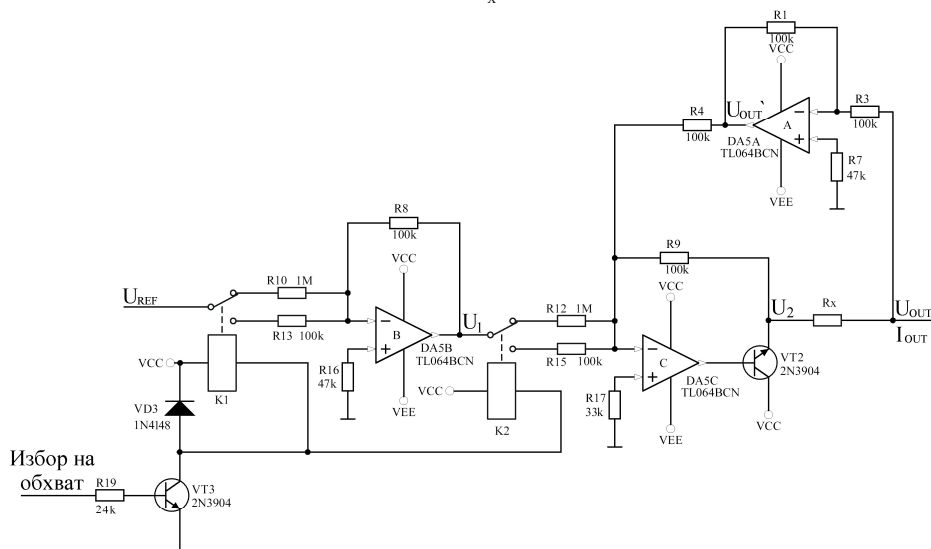 x
R1
100k
VCC
R4
100k
U_OUT`
A
R3
100k
DA5A
TL064BCN
R7
47k
VEE
R8
100k
R9
100k
VCC
VCC
U_REF
R10 1M
R13 100k
B
U_1
R12 1M
R15 100k
C
U_2
Rx
U_OUT
I_OUT
DA5B
TL064BCN
DA5C
TL064BCN
VT2
2N3904
R16
47k
VCC
K1
VEE
VCC
K2
R17
33k
VEE
VCC
VD3
1N4148
Избор на
обхват
R19
24k
VT3
2N3904